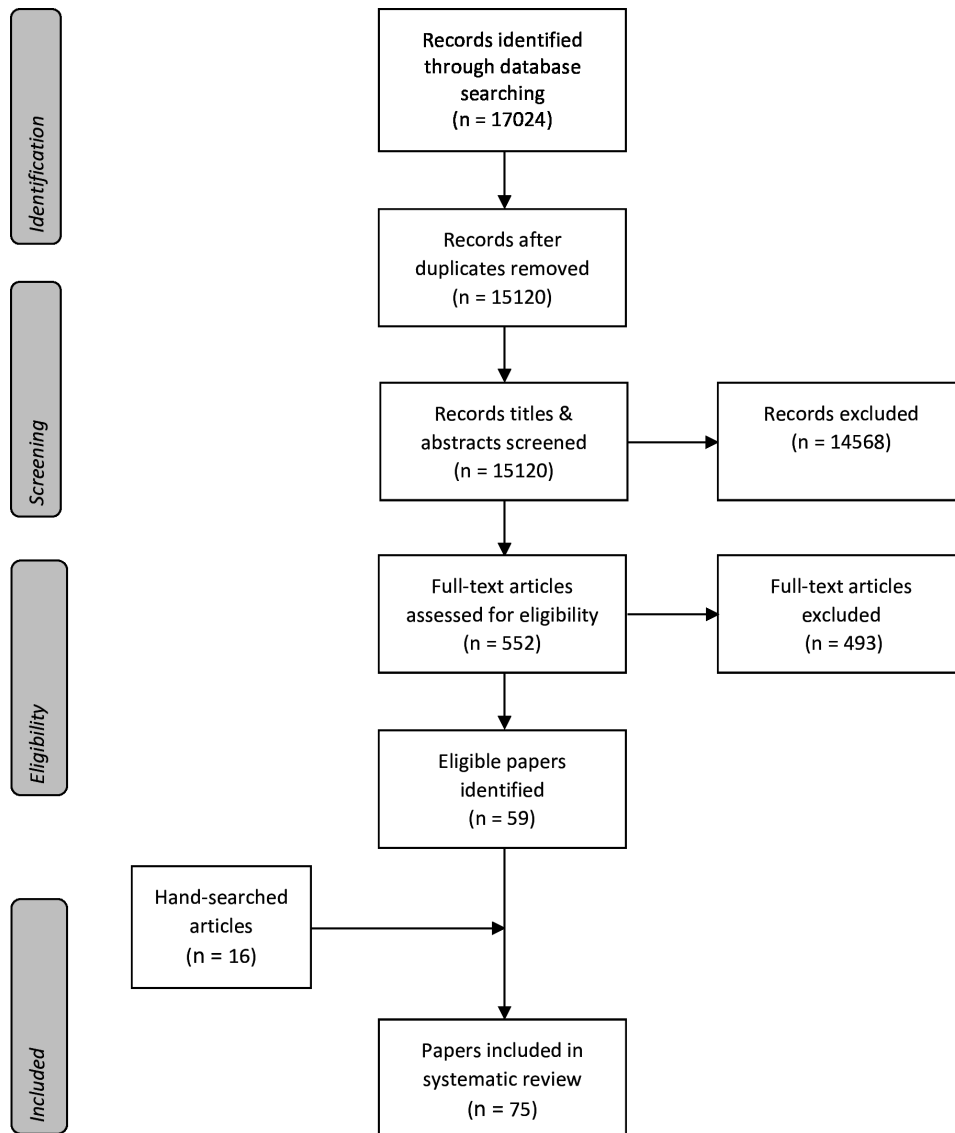 Identification
Records identified
through database
searching
(n = 17024)
Records after
duplicates removed
(n = 15120)
Screening
Records titles &
abstracts screened
(n = 15120)
Records excluded
(n = 14568)
Eligibility
Full-text articles
assessed for eligibility
(n = 552)
Full-text articles
excluded
(n = 493)
Eligible papers
identified
(n = 59)
Included
Hand-searched
articles
(n = 16)
Papers included in
systematic review
(n = 75)